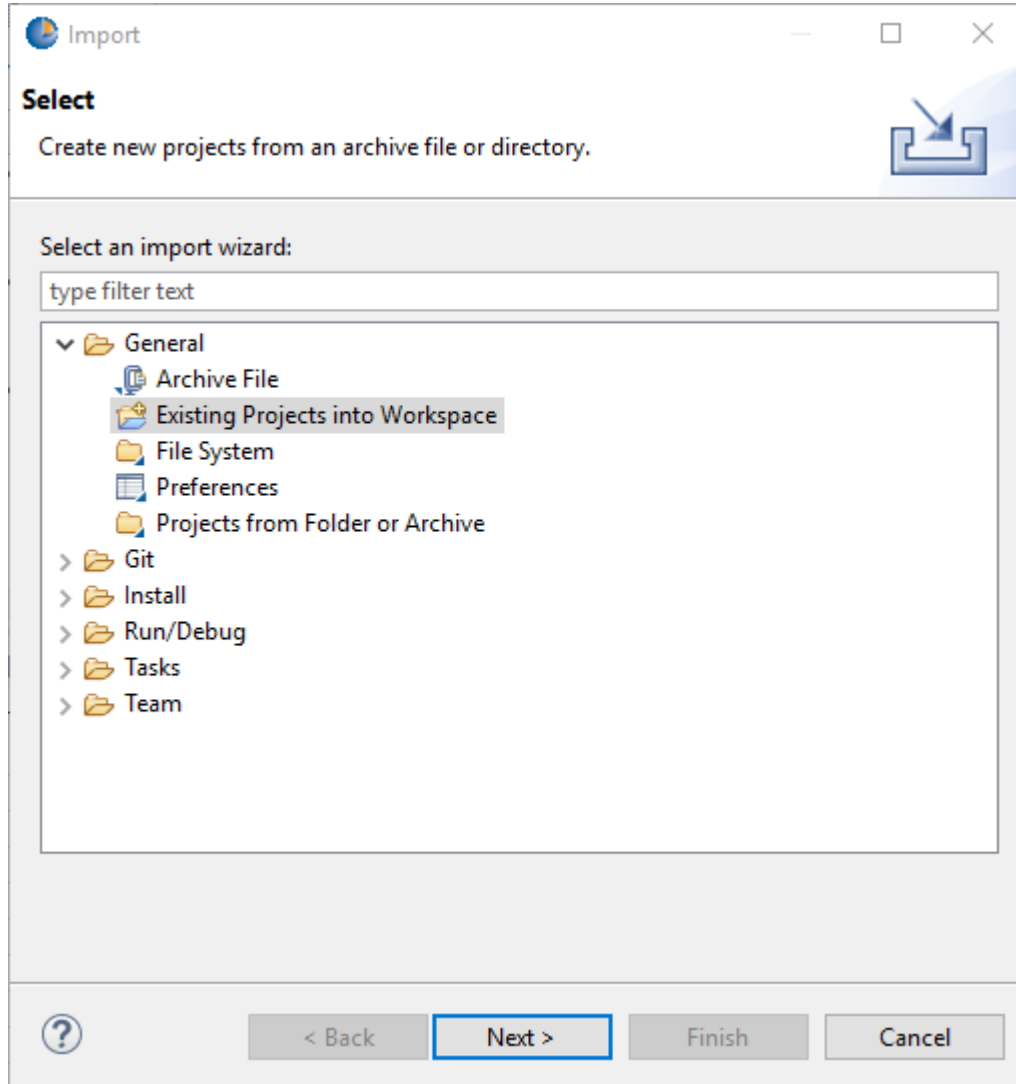 Import
Select
Create new projects from an archive file or directory.
Select an import wizard:
type filter text
General
Archive File
Existing Projects into Workspace
File System
Preferences
Projects from Folder or Archive
Git
Install
Run/Debug
Tasks
Team
? < Back Next > Finish Cancel